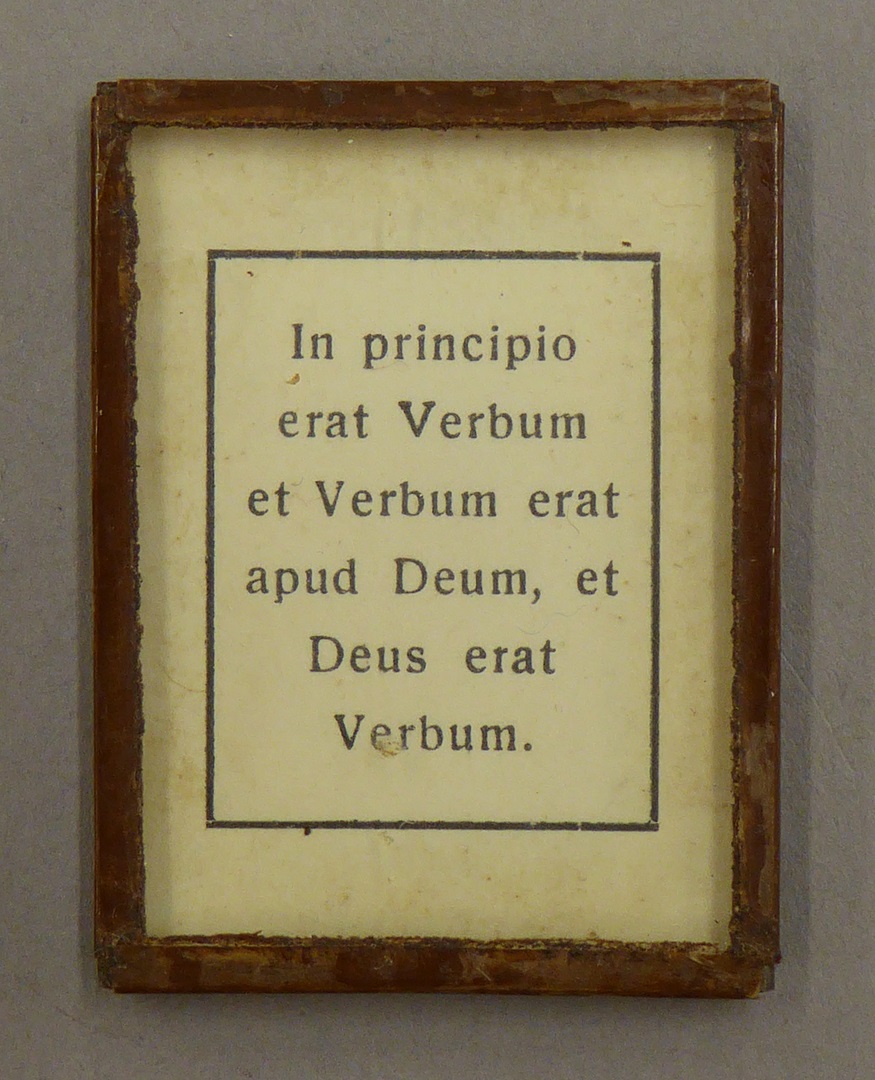 In principio
erat Verbum
et Verbum erat
apud Deum, et
Deus erat
Verbum.